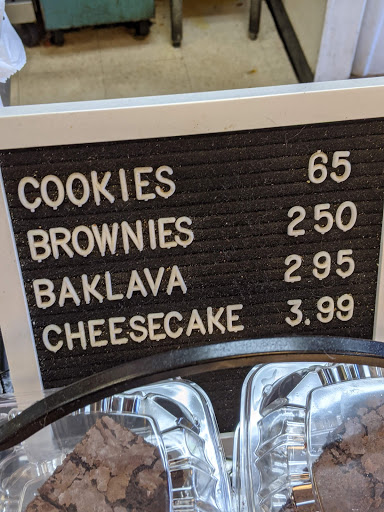 COOKIES 65
BROWNIES 250
BAKLAVA 295
CHEESECAKE 3.99